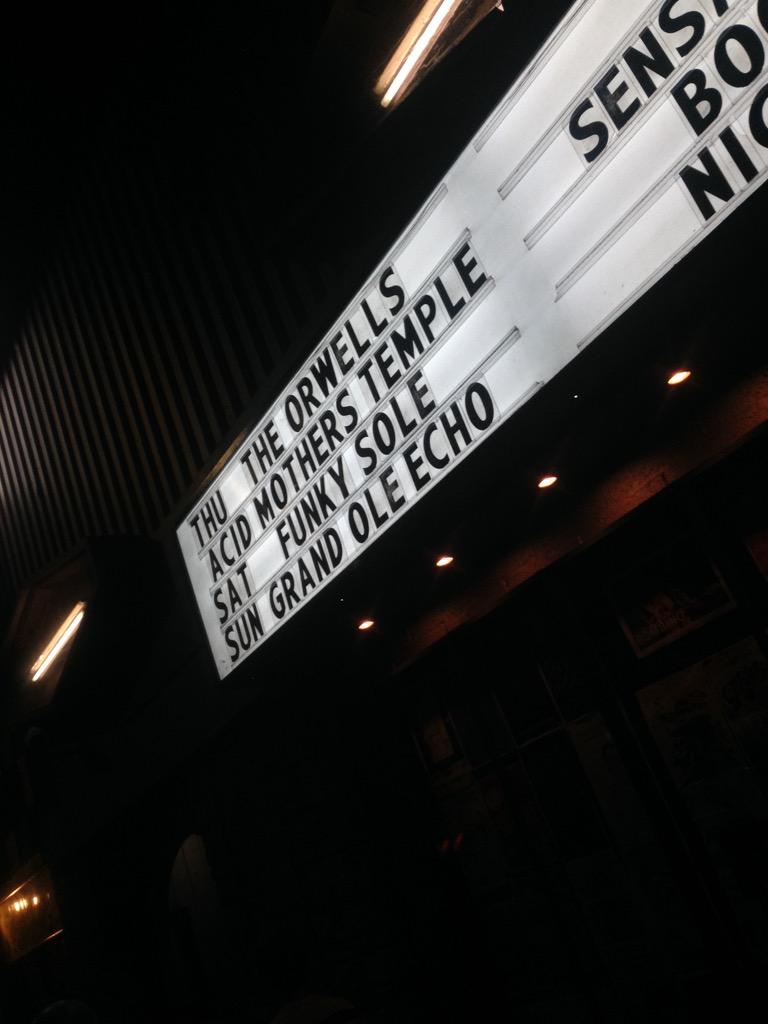 THU THE ORWELLS
ACID MOTHERS TEMPLE
SAT FUNKY SOLE
SUN GRAND OLE ECHO